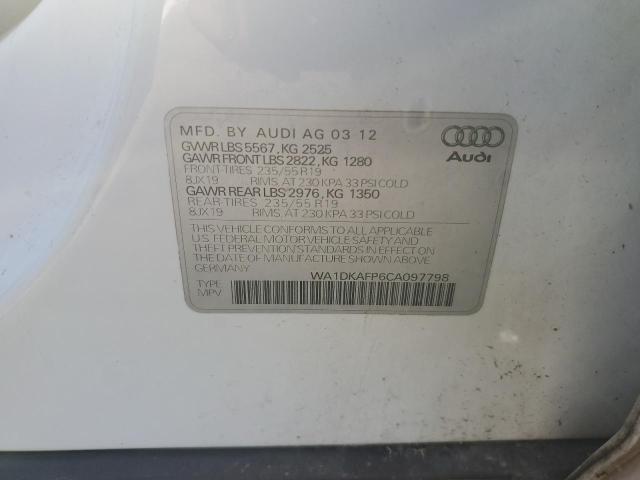 MFD. BY AUDI AG 03 12
GVWR LBS 5567, KG 2525
GAWR FRONT LBS 2822, KG 1280
FRONT-TIRES 235/55 R19
8JX19 RIMS, AT 230 KPA 33 PSI COLD
GAWR REAR LBS 2976, KG 1350
REAR-TIRES 235/55 R19
8JX19 RIMS, AT 230 KPA 33 PSI COLD
Audi
THIS VEHICLE CONFORMS TO ALL APPLICABLE
U.S. FEDERAL MOTOR VEHICLE SAFETY AND
THEFT PREVENTION STANDARDS IN EFFECT ON
THE DATE OF MANUFACTURE SHOWN ABOVE.
GERMANY
WA1DKAFP6CA097798
TYPE
MPV